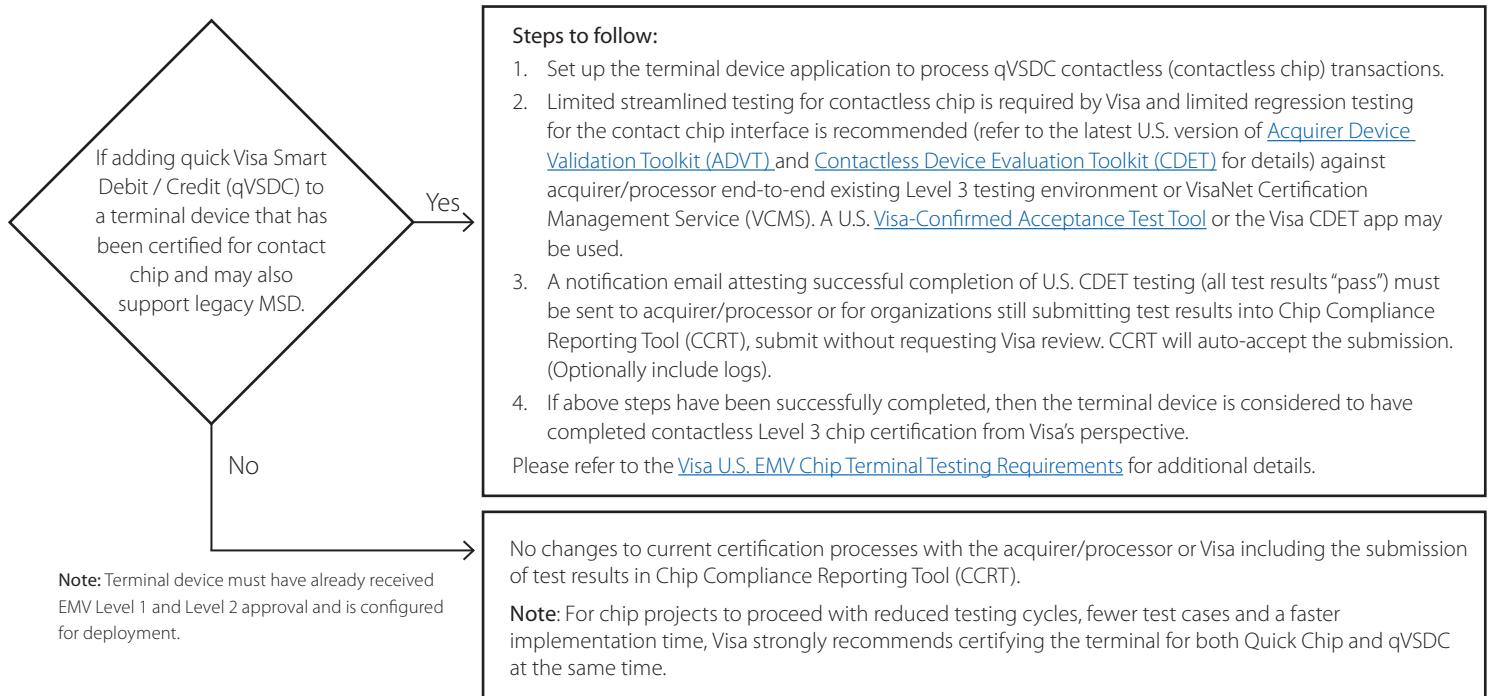 If adding quick Visa Smart
Debit / Credit (qVSDC) to
a terminal device that has
been certified for contact
chip and may also
support legacy MSD.
Yes
No
Note: Terminal device must have already received
EMV Level 1 and Level 2 approval and is configured
for deployment.
Steps to follow:
1. Set up the terminal device application to process qVSDC contactless (contactless chip) transactions.
2. Limited streamlined testing for contactless chip is required by Visa and limited regression testing
for the contact chip interface is recommended (refer to the latest U.S. version of Acquirer Device
Validation Toolkit (ADVT) and Contactless Device Evaluation Toolkit (CDET) for details) against
acquirer/processor end-to-end existing Level 3 testing environment or VisaNet Certification
Management Service (VCMS). A U.S. Visa-Confirmed Acceptance Test Tool or the Visa CDET app may
be used.
3. A notification email attesting successful completion of U.S. CDET testing (all test results “pass”) must
be sent to acquirer/processor or for organizations still submitting test results into Chip Compliance
Reporting Tool (CCRT), submit without requesting Visa review. CCRT will auto-accept the submission.
(Optionally include logs).
4. If above steps have been successfully completed, then the terminal device is considered to have
completed contactless Level 3 chip certification from Visa’s perspective.
Please refer to the Visa U.S. EMV Chip Terminal Testing Requirements for additional details.
No changes to current certification processes with the acquirer/processor or Visa including the submission
of test results in Chip Compliance Reporting Tool (CCRT).
Note: For chip projects to proceed with reduced testing cycles, fewer test cases and a faster
implementation time, Visa strongly recommends certifying the terminal for both Quick Chip and qVSDC
at the same time.